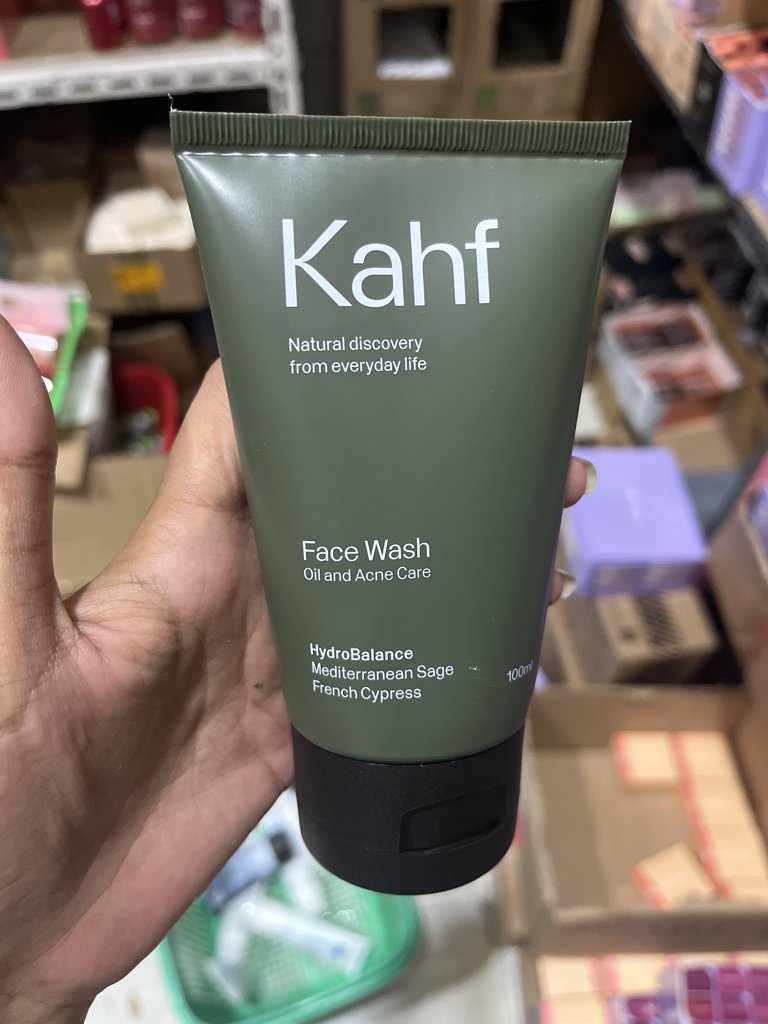 Kahf
Natural discovery
from everyday life
Face Wash
Oil and Acne Care
HydroBalance
Mediterranean Sage
French Cypress
100ml